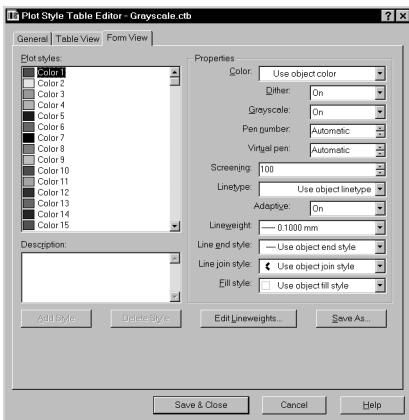 Plot Style Table Editor - Grayscale.ctb
General Table View Form View
Plot styles:
Color 1
Color 2
Color 3
Color 4
Color 5
Color 6
Color 7
Color 8
Color 9
Color 10
Color 11
Color 12
Color 13
Color 14
Color 15
Description:
Add Style Delete Style
Properties
Color: Use object color
Dither: On
Grayscale: On
Pen number: Automatic
Virtual pen: Automatic
Screening: 100
Linetype: Use object linetype
Adaptive: On
Lineweight: 0.1000 mm
Line end style: Use object end style
Line join style: Use object join style
Fill style: Use object fill style
Edit Lineweights... Save As...
Save & Close Cancel Help